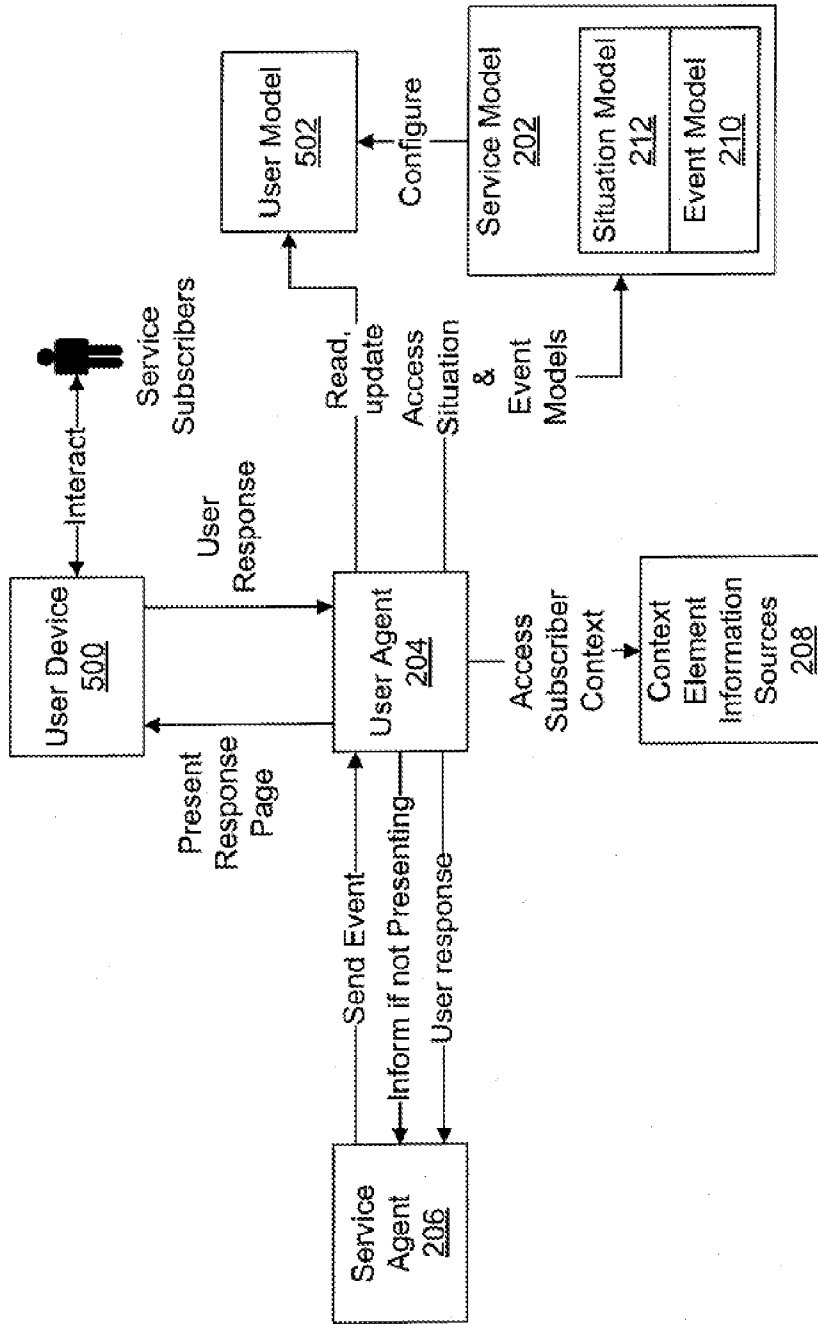 Service
Subscribers
Interact
User Device
500
User
Response
Present
Response
Page
User Model
502
Configure
Read,
update
Access
Situation
&
Event
Models
Service Model
202
Situation Model
212
Event Model
210
User Agent
204
Send Event
Inform if not Presenting
User response
Service
Agent
206
Access
Subscriber
Context
Context
Element
Information
Sources
208